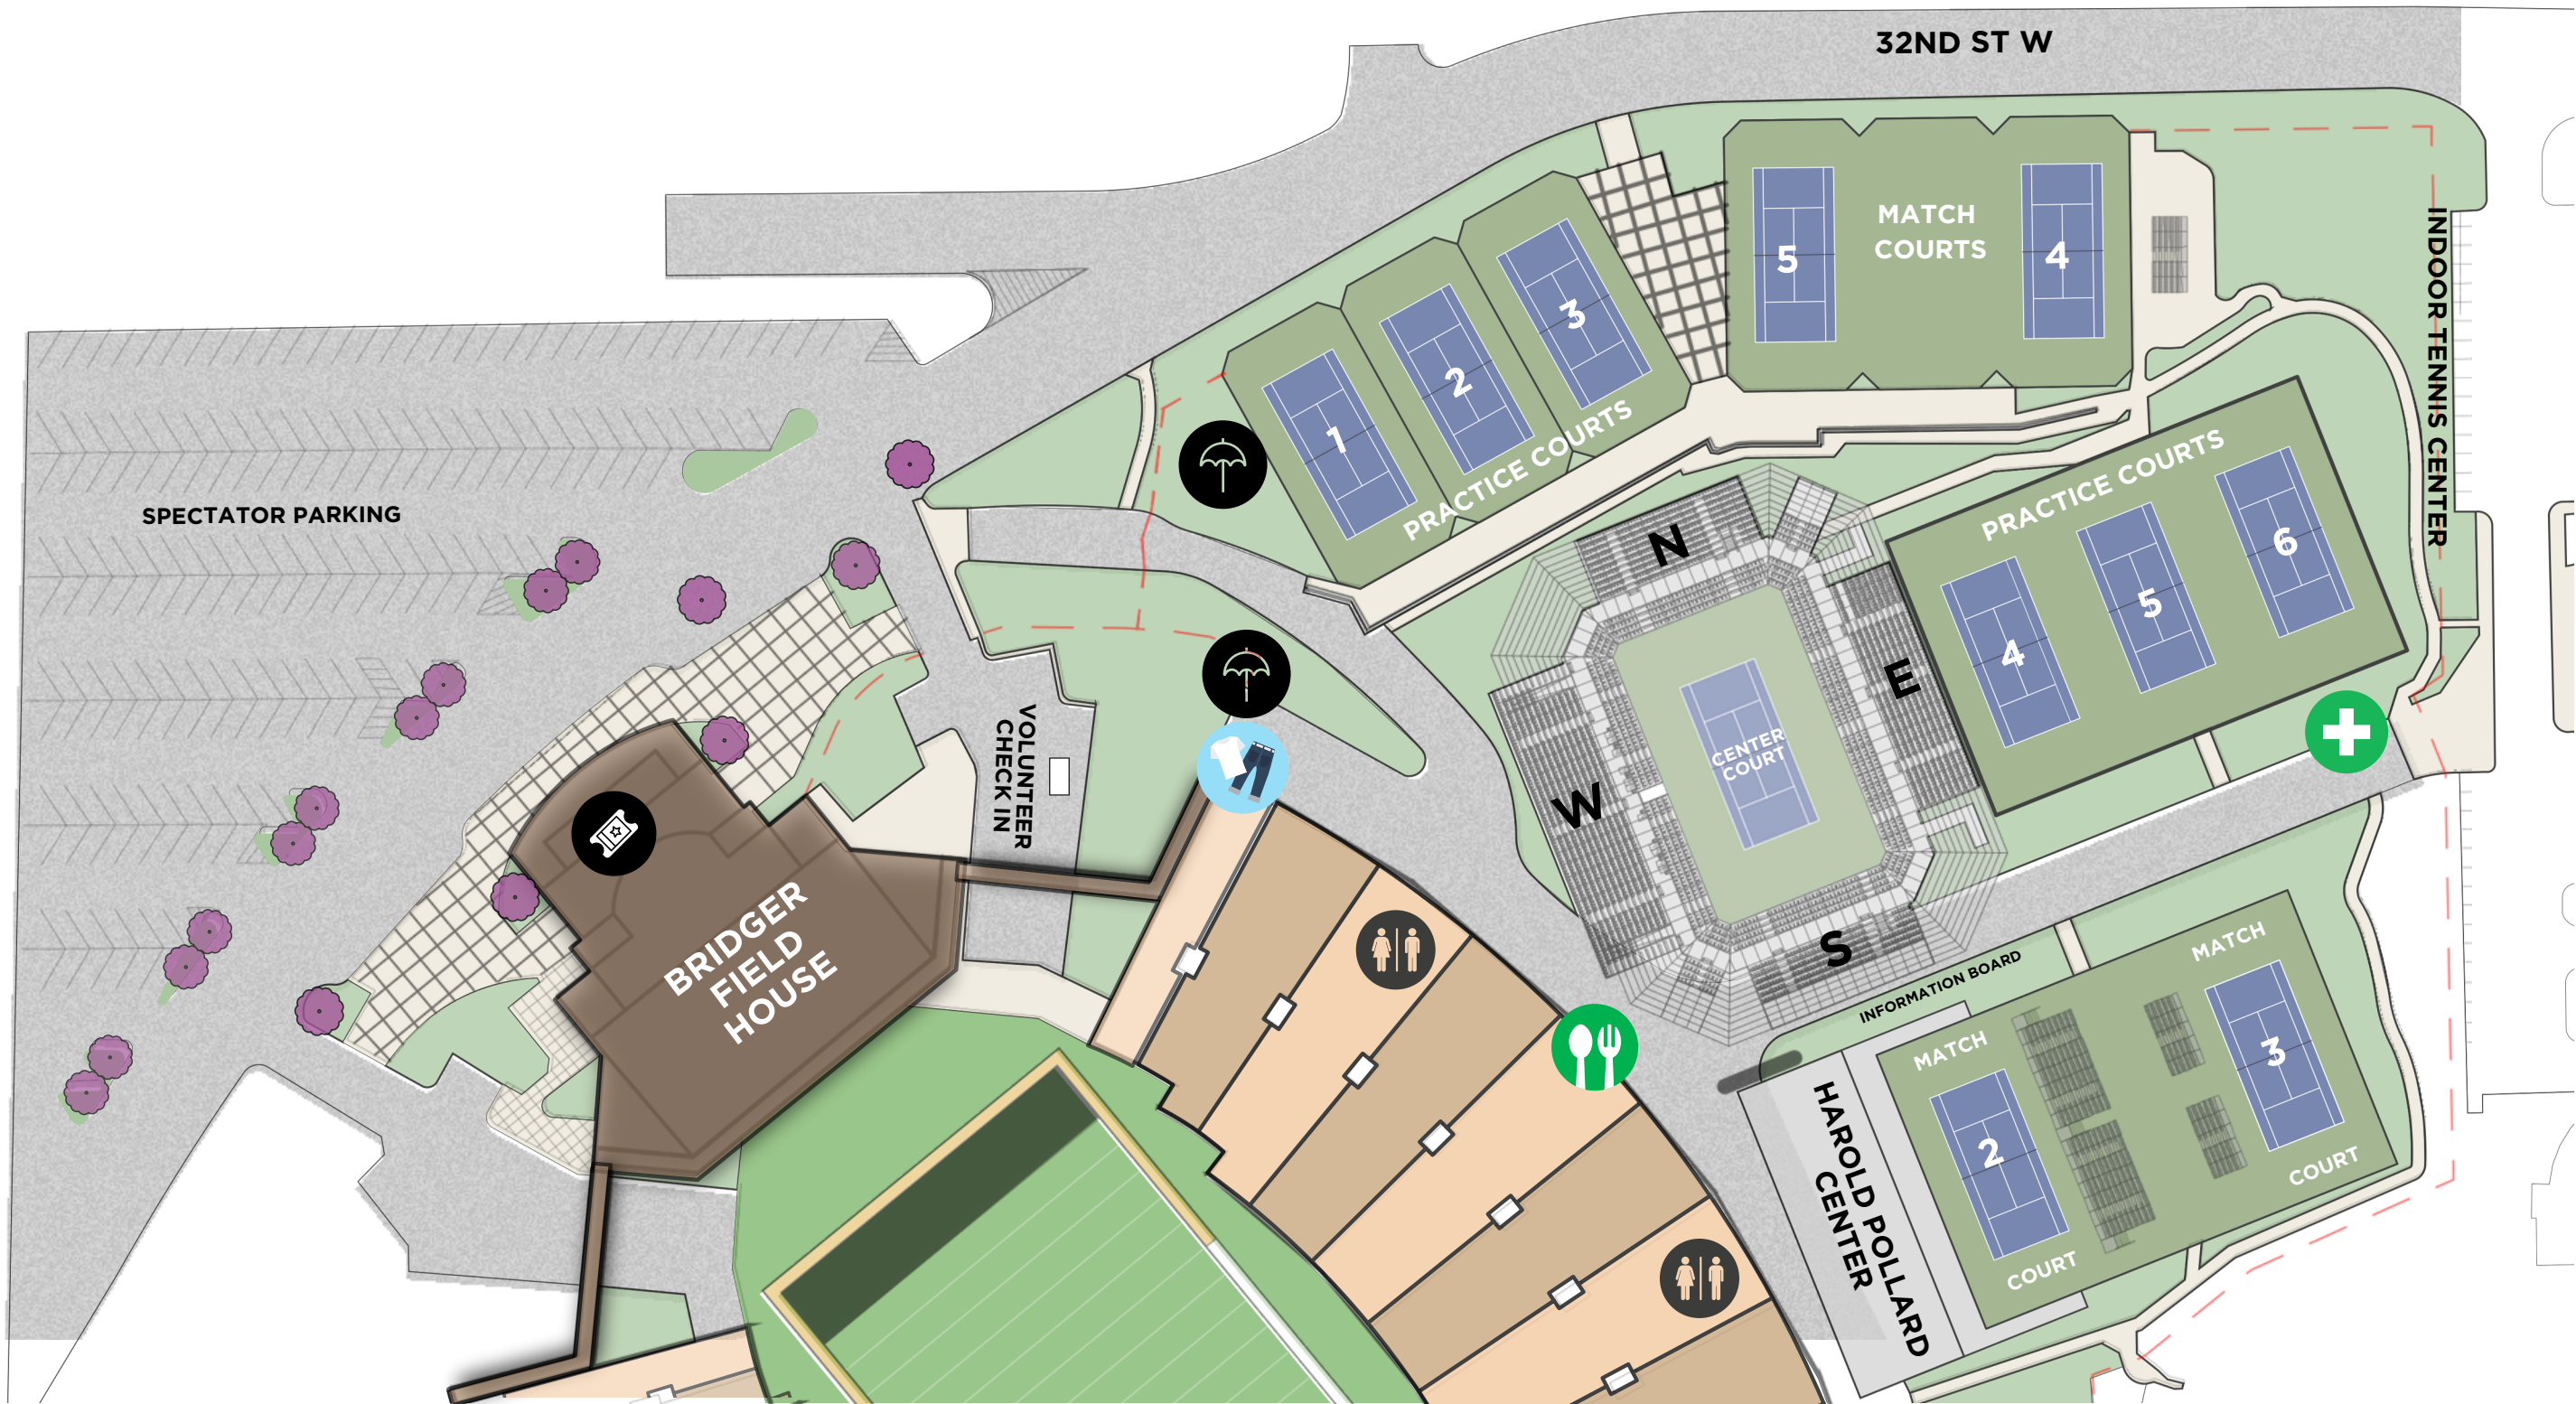 32ND ST W
MATCH
COURTS
5
4
INDOOR TENNIS CENTER
1
2
3
PRACTICE COURTS
PRACTICE COURTS
4
5
6
SPECTATOR PARKING
N
E
W
S
CENTER
COURT
VOLUNTEER
CHECK IN
BRIDGER
FIELD
HOUSE
INFORMATION BOARD
MATCH
3
COURT
MATCH
2
COURT
HAROLD POLLARD
CENTER